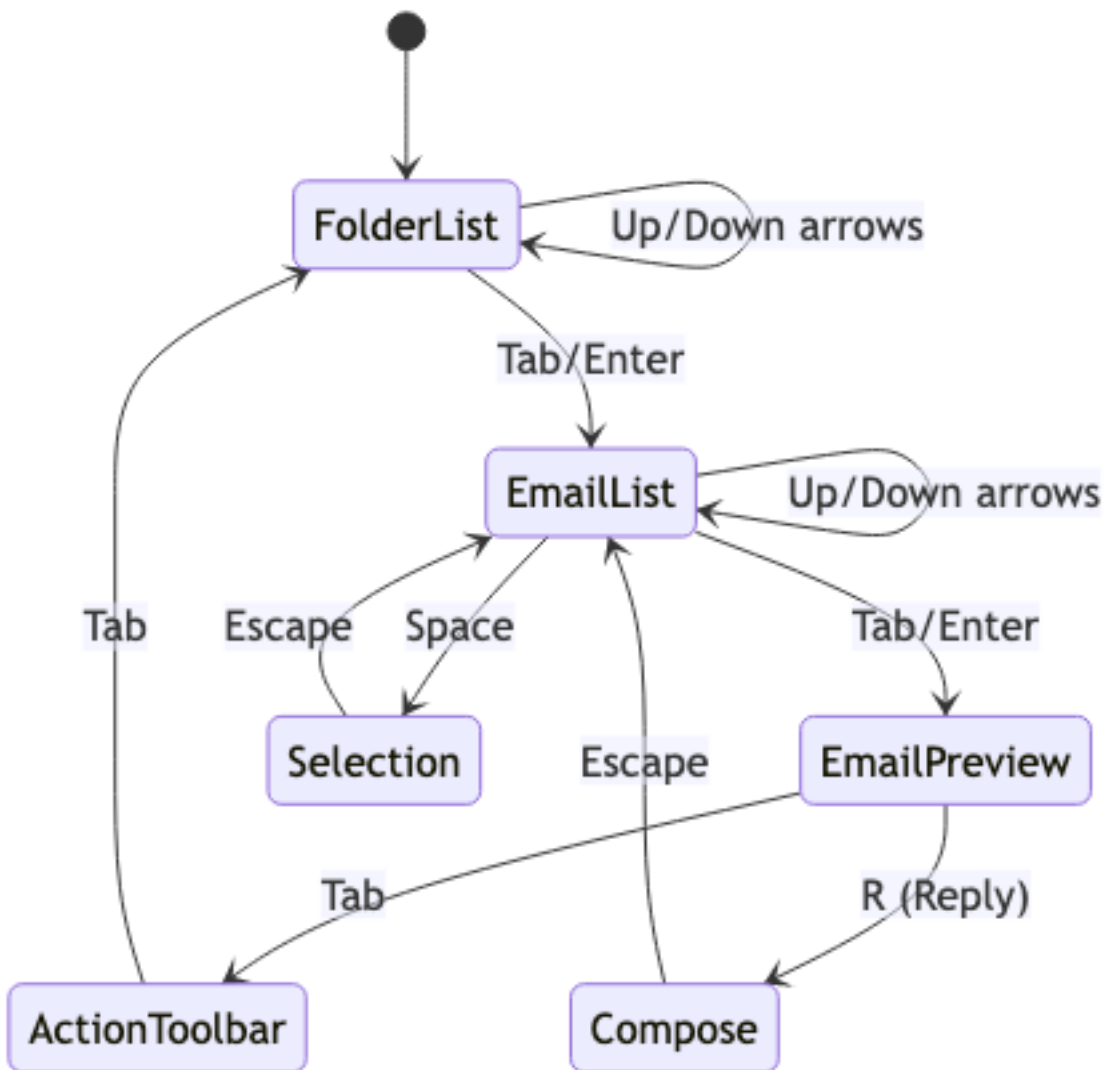 FolderList
Up/Down arrows
Tab/Enter
EmailList
Up/Down arrows
Tab
Escape
Space
Tab/Enter
Selection
Escape
EmailPreview
Tab
R (Reply)
ActionToolbar
Compose